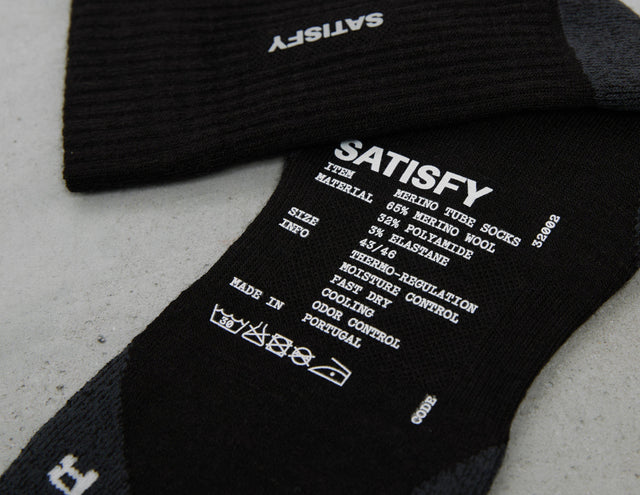 SATISFY
SATISFY
ITEM MERINO TUBE SOCKS
MATERIAL 65% MERINO WOOL
32% POLYAMIDE
3% ELASTANE
SIZE 43/46
INFO THERMO-REGULATION
MOISTURE CONTROL
FAST DRY
COOLING
ODOR CONTROL
MADE IN PORTUGAL
30
CODE 32002
R